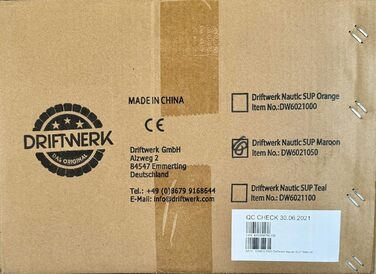 DRIFTWERK
DAS ORIGINAL
MADE IN CHINA
CE
Driftwerk GmbH
Alzweg 2
84547 Emmerting
Deutschland
Tel.: +49 (0)8679 9168644
E-Mail: info@driftwerk.com
Driftwerk Nautic SUP Orange
Item No.: DW6021000
Driftwerk Nautic SUP Maroon
Item No.: DW6021050
Driftwerk Nautic SUP Teal
Item No.: DW6021100
QC CHECK 30.06.2021